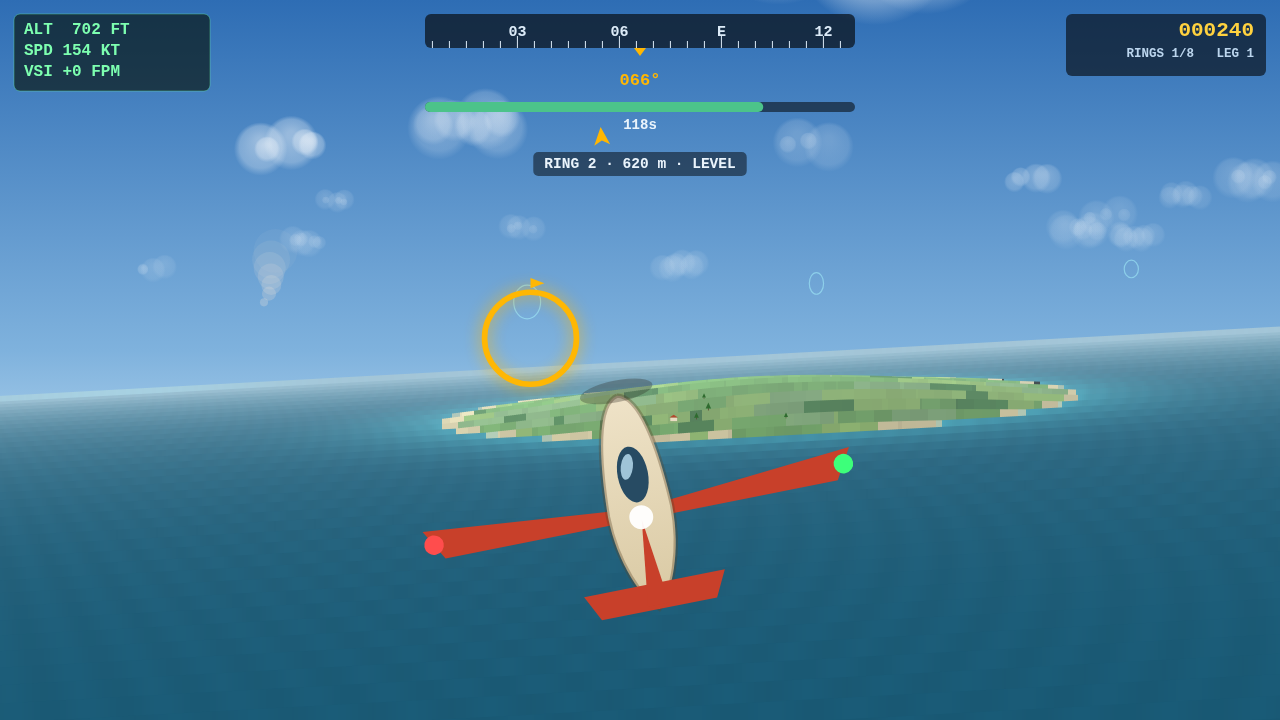 ALT  702 FT
SPD 154 KT
VSI +0 FPM
03 06 E 12
066°
118s
RING 2 · 620 m · LEVEL
000240
RINGS 1/8   LEG 1